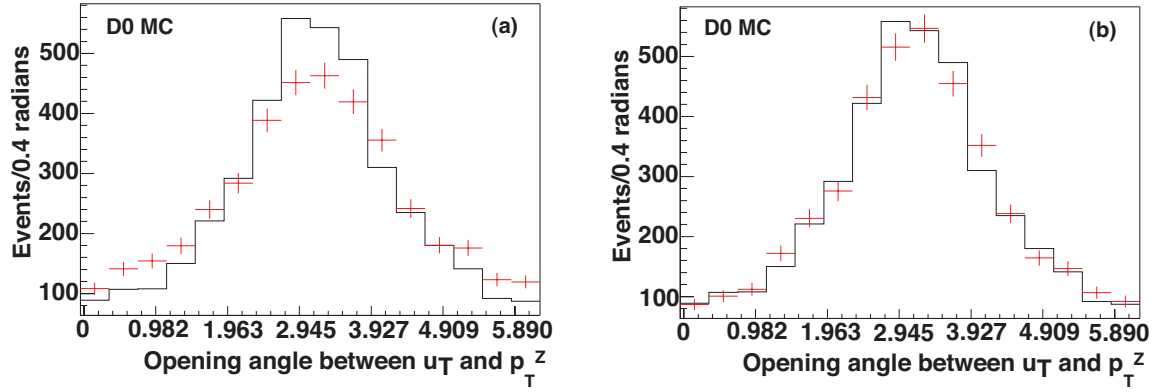 D0 MC
(a)
Events/0.4 radians
500
400
300
200
100
0 0.982 1.963 2.945 3.927 4.909 5.890
Opening angle between uT and pTZ
D0 MC
(b)
Events/0.4 radians
500
400
300
200
100
0 0.982 1.963 2.945 3.927 4.909 5.890
Opening angle between uT and pTZ